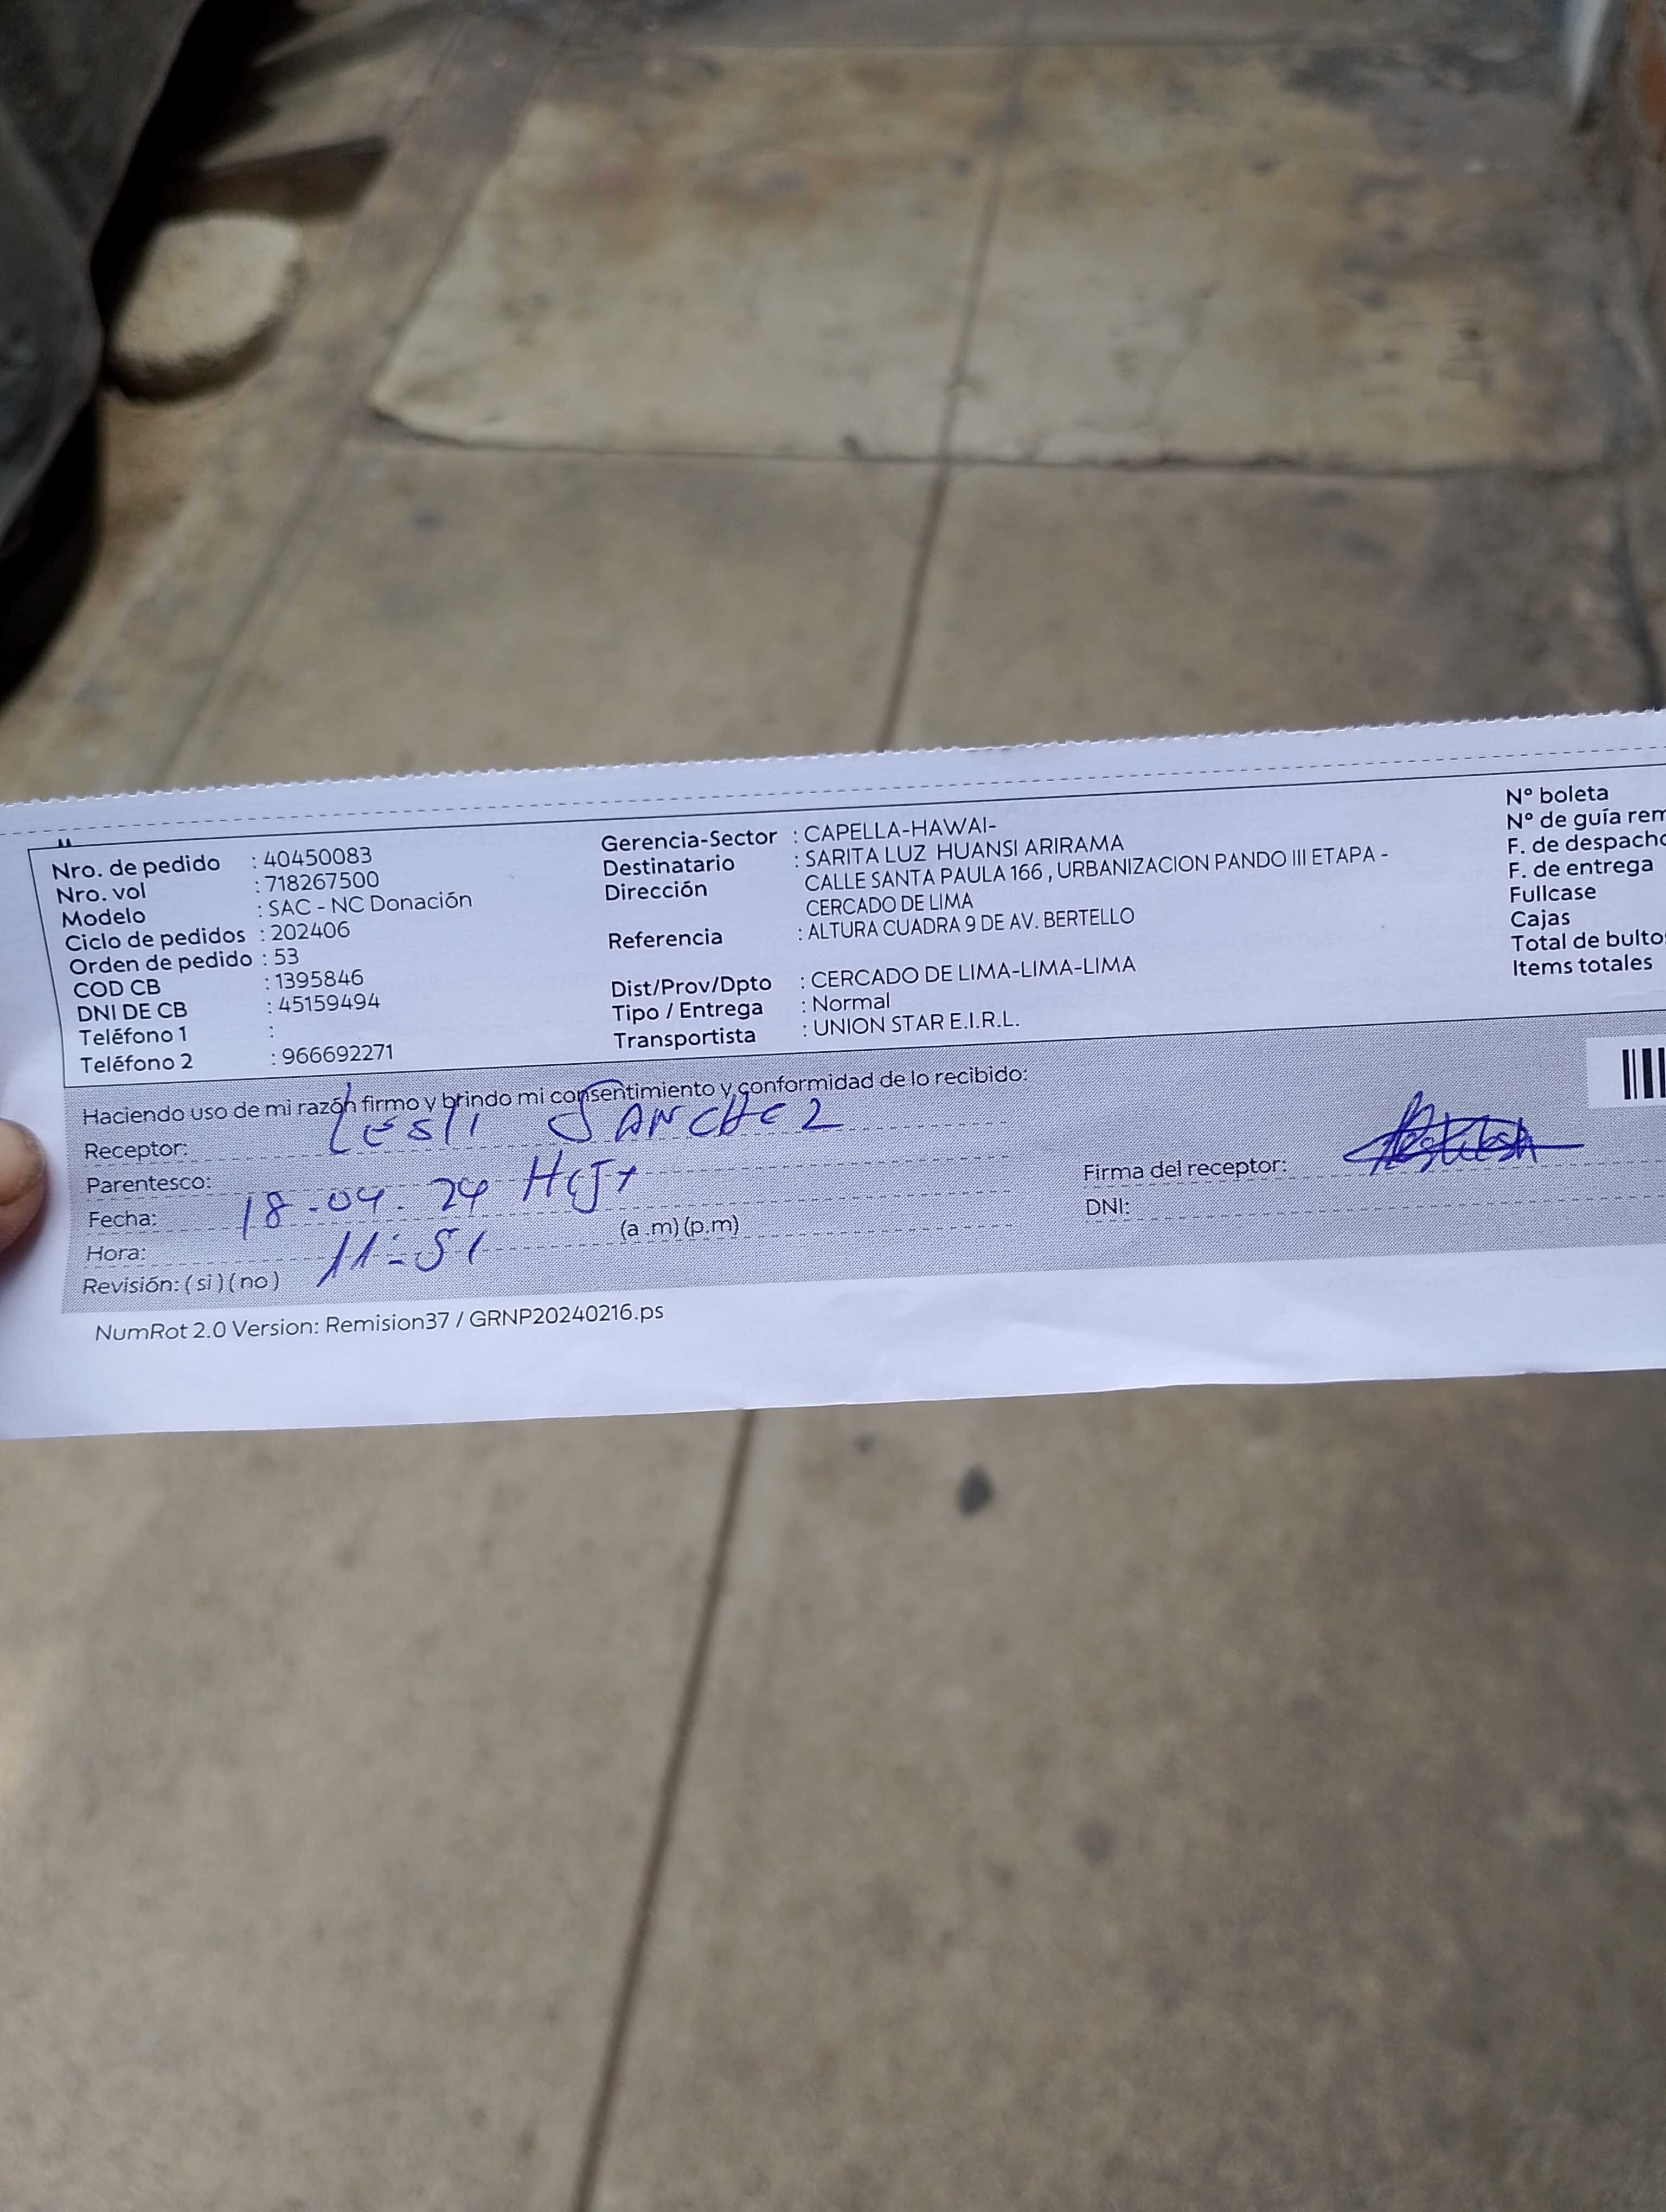 Nro. de pedido : 40450083
Nro. vol : 718267500
Modelo : SAC - NC Donación
Ciclo de pedidos : 202406
Orden de pedido : 53
COD CB : 1395846
DNI DE CB : 45159494
Teléfono 1 :
Teléfono 2 : 966692271
Gerencia-Sector : CAPELLA-HAWAI-
Destinatario : SARITA LUZ HUANSI ARIRAMA
Dirección CALLE SANTA PAULA 166 , URBANIZACION PANDO III ETAPA -
CERCADO DE LIMA
Referencia : ALTURA CUADRA 9 DE AV. BERTELLO
Dist/Prov/Dpto : CERCADO DE LIMA-LIMA-LIMA
Tipo / Entrega : Normal
Transportista : UNION STAR E.I.R.L.
N° boleta
N° de guía rem
F. de despacho
F. de entrega
Fullcase
Cajas
Total de bulto
Items totales
Haciendo uso de mi razón firmo y brindo mi consentimiento y conformidad de lo recibido:
Receptor: LESLI SANCHEZ
Parentesco:
Fecha: 18-04-24
Hora: 11:51 (a .m) (p.m)
Revisión: ( si ) ( no )
Firma del receptor:
DNI:
NumRot 2.0 Version: Remision37 / GRNP20240216.ps